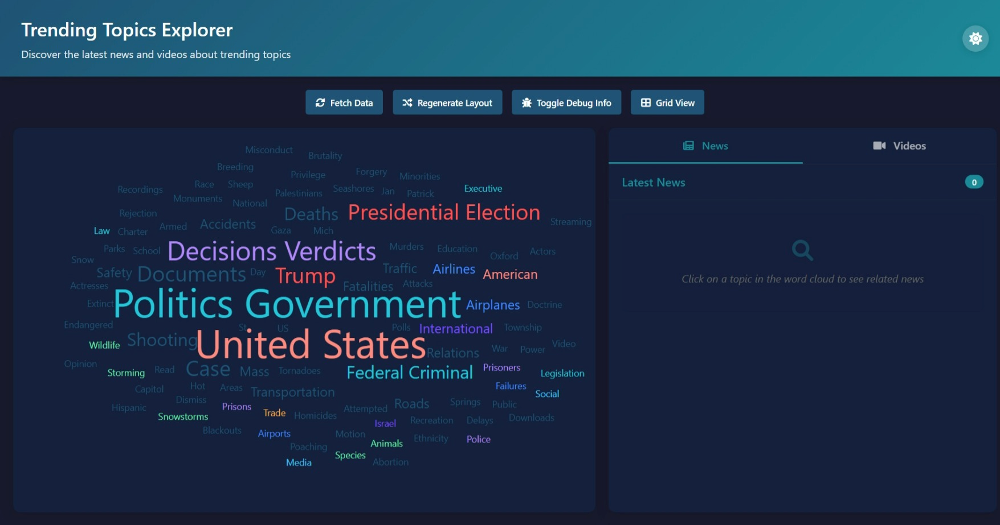 Trending Topics Explorer
Discover the latest news and videos about trending topics
Fetch Data
Regenerate Layout
Toggle Debug Info
Grid View
Misconduct
Brutality
Breeding
Privilege
Forgery
Minorities
Recordings
Race
Sheep
Palestinians
Seashores
Jan
Patrick
Executive
Monuments
National
Rejection
Deaths
Presidential Election
Streaming
Law
Charter
Armed
Accidents
Gaza
Mich
Parks
School
Decisions Verdicts
Murders
Education
Oxford
Actors
Snow
Safety
Documents
Day
Trump
Traffic
Airlines
American
Actresses
Fatalities
Attacks
Extinct
Politics Government
Airplanes
Doctrine
Endangered
St
US
Polls
International
Township
Wildlife
Shooting
United States
Relations
War
Power
Video
Opinion
Storming
Read
Case
Mass
Tornadoes
Federal Criminal
Prisoners
Legislation
Capitol
Hot
Areas
Transportation
Failures
Social
Hispanic
Dismiss
Prisons
Trade
Homicides
Attempted
Roads
Springs
Public
Snowstorms
Israel
Recreation
Delays
Downloads
Blackouts
Airports
Motion
Animals
Ethnicity
Police
Poaching
Species
Media
Abortion
News
Videos
Latest News
0
Click on a topic in the word cloud to see related news